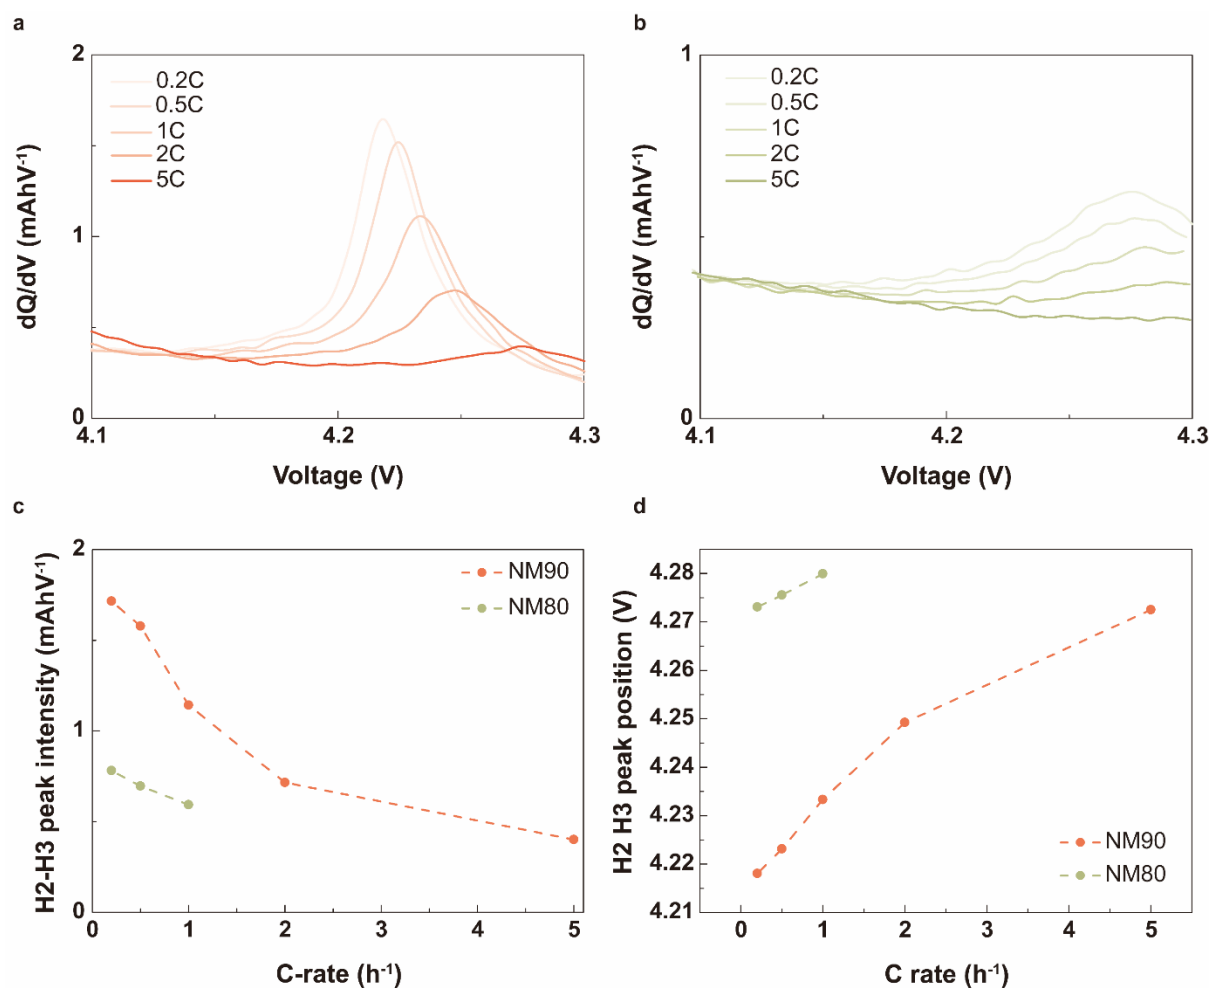 a
2
0.2C
0.5C
1C
2C
5C
1
0
4.1
4.2
4.3
dQ/dV (mAhV⁻¹)
Voltage (V)
b
1
0.2C
0.5C
1C
2C
5C
0
4.1
4.2
4.3
dQ/dV (mAhV⁻¹)
Voltage (V)
c
2
NM90
NM80
1
0
0
1
2
3
4
5
H2-H3 peak intensity (mAhV⁻¹)
C-rate (h⁻¹)
d
4.28
4.27
4.26
4.25
4.24
4.23
4.22
4.21
NM90
NM80
0
1
2
3
4
5
H2 H3 peak position (V)
C rate (h⁻¹)